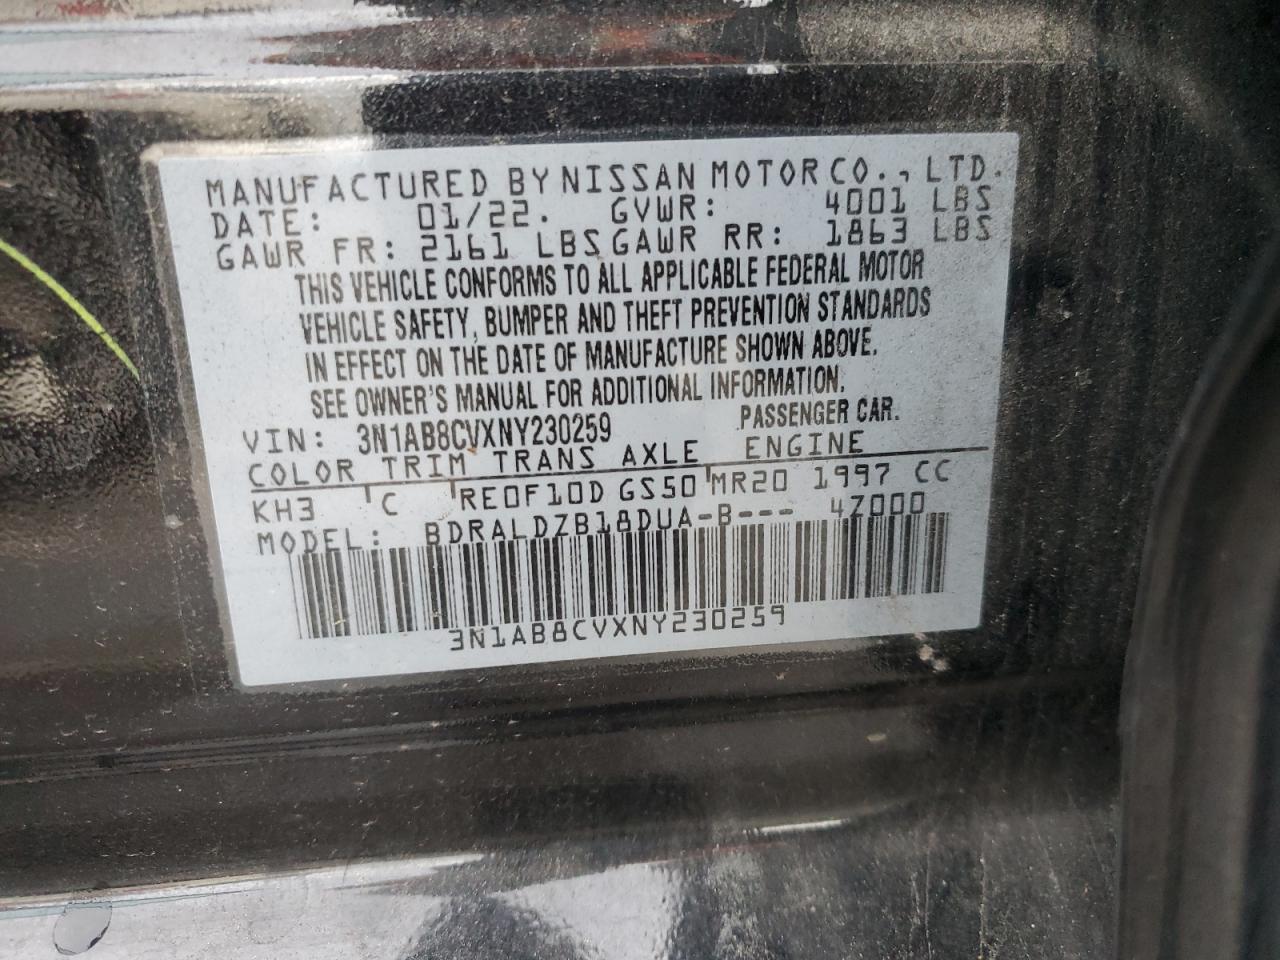 MANUFACTURED BY NISSAN MOTOR CO., LTD.
DATE: 01/22. GVWR: 4001 LBS
GAWR FR: 2161 LBS GAWR RR: 1863 LBS
THIS VEHICLE CONFORMS TO ALL APPLICABLE FEDERAL MOTOR
VEHICLE SAFETY, BUMPER AND THEFT PREVENTION STANDARDS
IN EFFECT ON THE DATE OF MANUFACTURE SHOWN ABOVE.
SEE OWNER'S MANUAL FOR ADDITIONAL INFORMATION.
VIN: 3N1AB8CVXNY230259 PASSENGER CAR.
COLOR TRIM TRANS AXLE ENGINE
KH3 C RE0F10D GS50 MR20 1997 CC
MODEL: BDRALDZB18DUA-B--- 4Z000
3N1AB8CVXNY230259